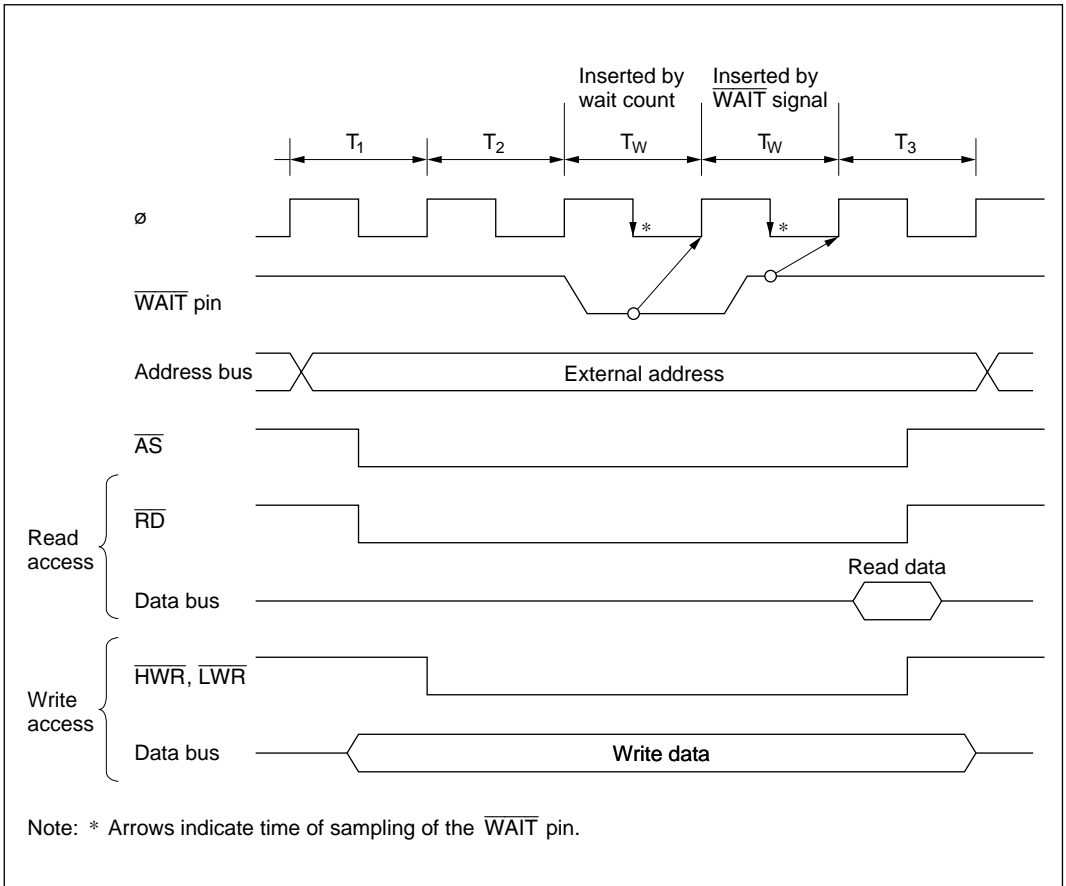 Inserted by wait count
Inserted by WAIT signal
T1 T2 TW TW T3
ø
* *
WAIT pin
Address bus External address
AS
Read access
RD
Read data
Data bus
Write access
HWR, LWR
Data bus Write data
Note: * Arrows indicate time of sampling of the WAIT pin.